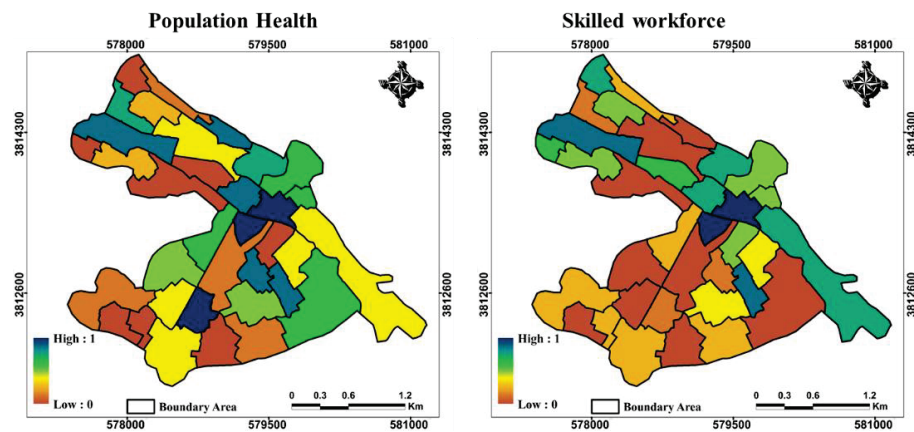 Population Health
Skilled workforce
578000 579500 581000
578000 579500 581000
3814300
3814300
3814300
3812600
3812600
3812600
High : 1
Low : 0
Boundary Area
0 0.3 0.6 1.2
Km
High : 1
Low : 0
Boundary Area
0 0.3 0.6 1.2
Km
578000 579500 581000
578000 579500 581000